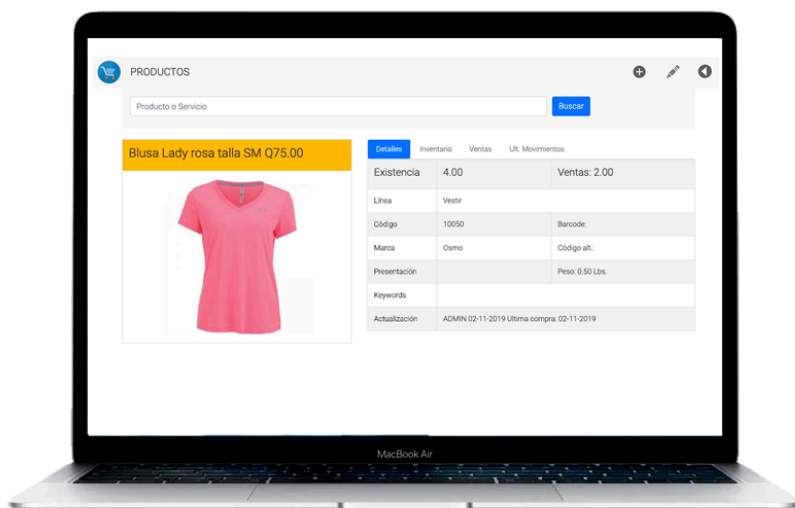 PRODUCTOS
Producto o Servicio
Buscar
Blusa Lady rosa talla SM Q75.00
Detalles Inventario Ventas Ult. Movimientos
Existencia 4.00 Ventas: 2.00
Línea Vestir
Código 10050 Barcode:
Marca Osmo Código alt.:
Presentación Peso: 0.50 Lbs.
Keywords
Actualización ADMIN 02-11-2019 Ultima compra: 02-11-2019
MacBook Air